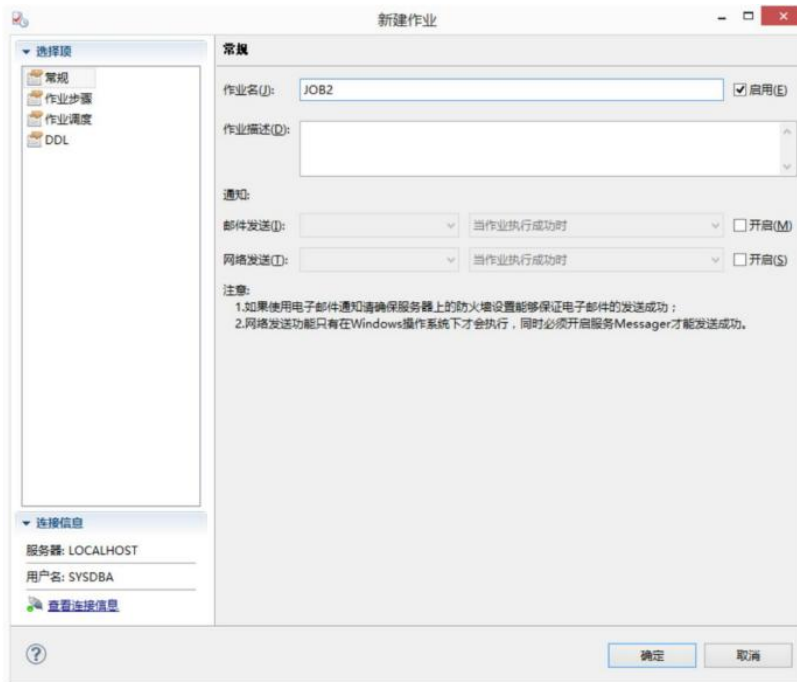 新建作业
选择项
常规
作业步骤
作业调度
DDL
连接信息
服务器: LOCALHOST
用户名: SYSDBA
查看连接信息
常规
作业名(J): JOB2 启用(E)
作业描述(D):
通知:
邮件发送(I): 当作业执行成功时 开启(M)
网络发送(T): 当作业执行成功时 开启(S)
注意:
1.如果使用电子邮件通知请确保服务器上的防火墙设置能够保证电子邮件的发送成功；
2.网络发送功能只有在Windows操作系统下才会执行，同时必须开启服务Messager才能发送成功。
确定 取消